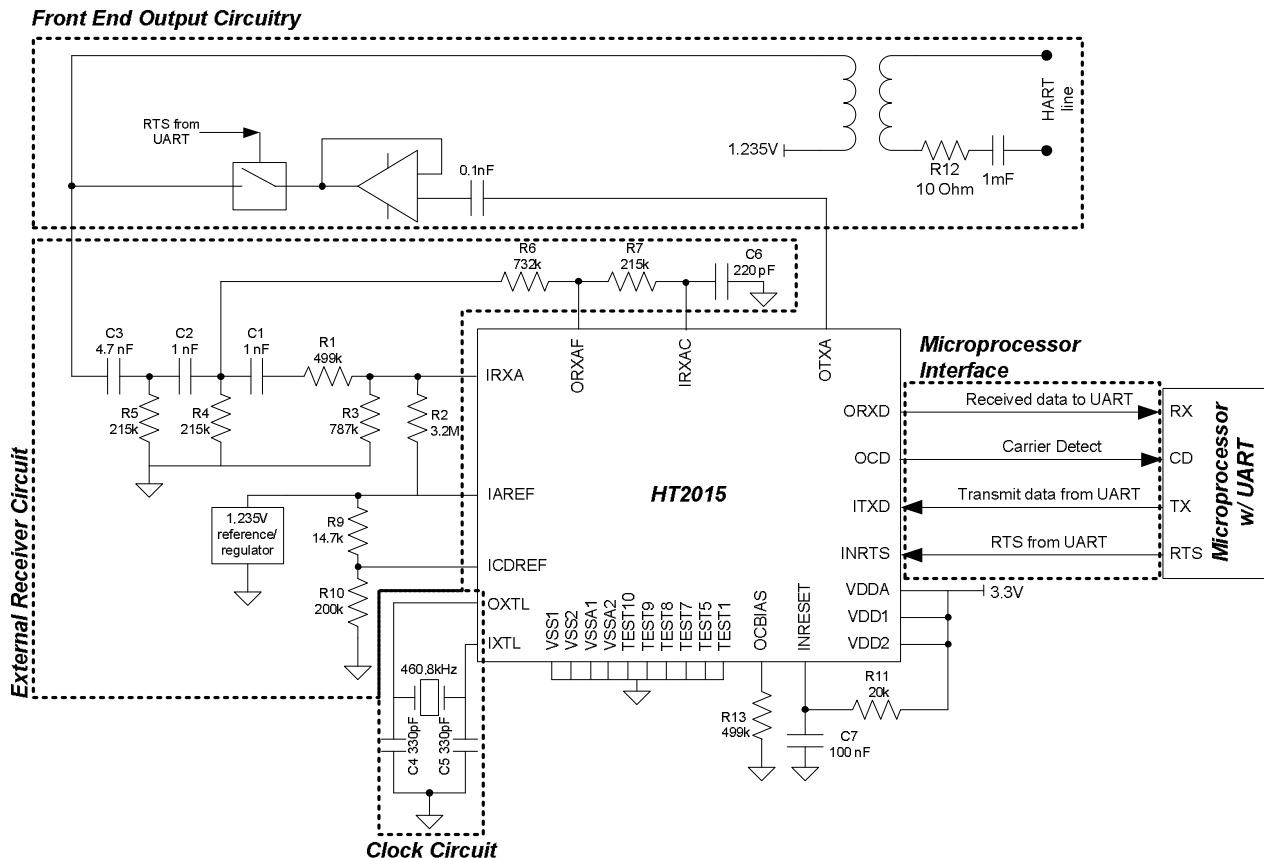 Front End Output Circuitry
RTS from
UART
0.1nF
1.235V
R12
10 Ohm
1mF
HART
line
R6
732k
R7
215k
C6
220 pF
C3
4.7 nF
C2
1 nF
C1
1 nF
R1
499k
R5
215k
R4
215k
R3
787k
R2
3.2M
External Receiver Circuit
1.235V
reference/
regulator
R9
14.7k
R10
200k
IRXA
ORXAF
IRXAC
OTXA
IAREF
ICDREF
OXTL
IXTL
HT2015
ORXD
OCD
ITXD
INRTS
VDDA
VDD1
VDD2
VSS1
VSS2
VSSA1
VSSA2
TEST10
TEST9
TEST8
TEST7
TEST5
TEST1
OCBIAS
INRESET
Microprocessor
Interface
Received data to UART
Carrier Detect
Transmit data from UART
RTS from UART
RX
CD
TX
RTS
Microprocessor
w/ UART
3.3V
R11
20k
R13
499k
C7
100 nF
460.8kHz
C4 330pF
C5 330pF
Clock Circuit